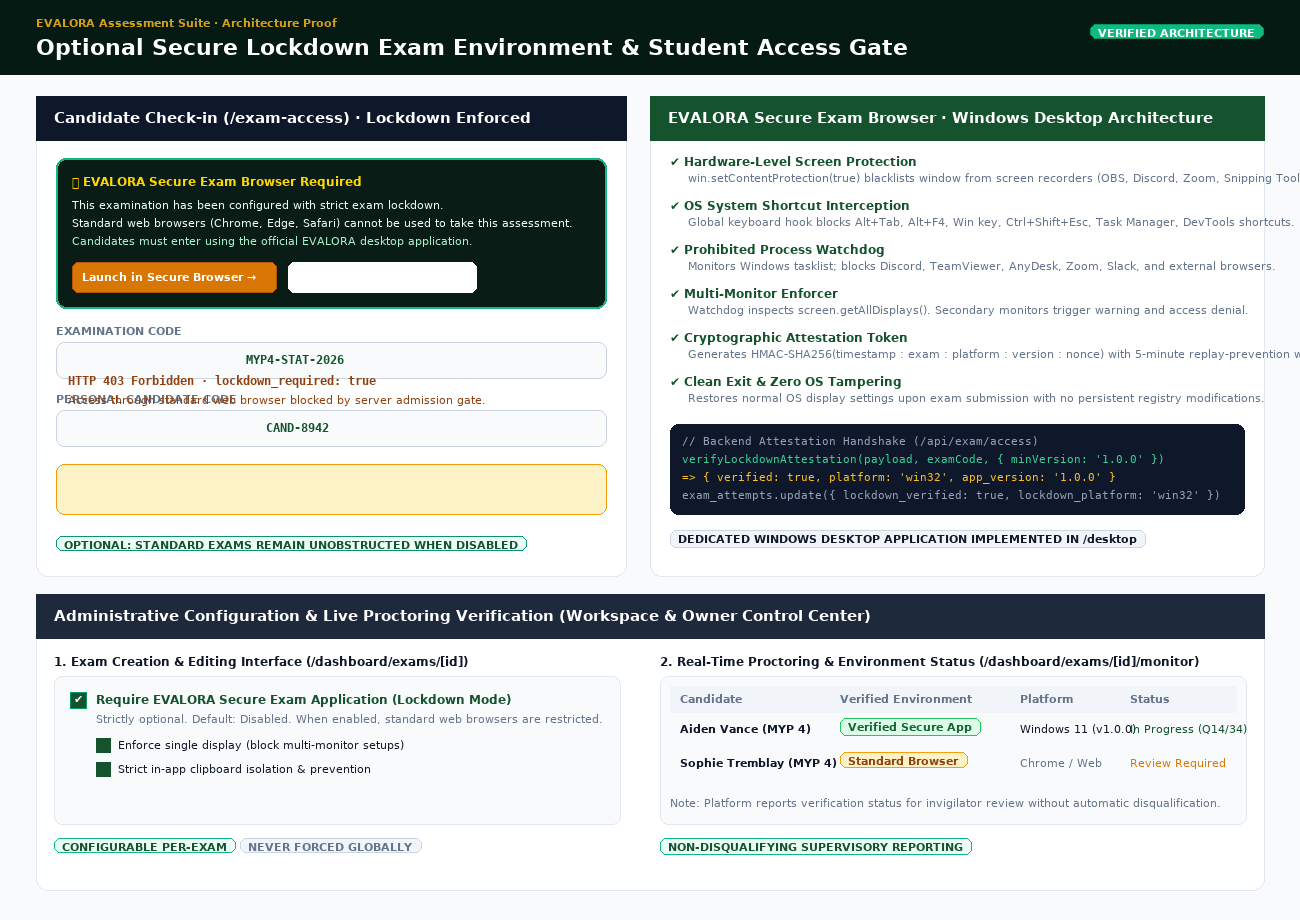 EVALORA Assessment Suite · Architecture Proof
Optional Secure Lockdown Exam Environment & Student Access Gate
VERIFIED ARCHITECTURE
Candidate Check-in (/exam-access) · Lockdown Enforced
EVALORA Secure Exam Browser Required
This examination has been configured with strict exam lockdown.
Standard web browsers (Chrome, Edge, Safari) cannot be used to take this assessment.
Candidates must enter using the official EVALORA desktop application.
Launch in Secure Browser →
EXAMINATION CODE
MYP4-STAT-2026
HTTP 403 Forbidden · lockdown_required: true
PERSONAL CANDIDATE CODE
Access through standard web browser blocked by server admission gate.
CAND-8942
OPTIONAL: STANDARD EXAMS REMAIN UNOBSTRUCTED WHEN DISABLED
EVALORA Secure Exam Browser · Windows Desktop Architecture
✔ Hardware-Level Screen Protection
win.setContentProtection(true) blacklists window from screen recorders (OBS, Discord, Zoom, Snipping Tool
✔ OS System Shortcut Interception
Global keyboard hook blocks Alt+Tab, Alt+F4, Win key, Ctrl+Shift+Esc, Task Manager, DevTools shortcuts.
✔ Prohibited Process Watchdog
Monitors Windows tasklist; blocks Discord, TeamViewer, AnyDesk, Zoom, Slack, and external browsers.
✔ Multi-Monitor Enforcer
Watchdog inspects screen.getAllDisplays(). Secondary monitors trigger warning and access denial.
✔ Cryptographic Attestation Token
Generates HMAC-SHA256(timestamp : exam : platform : version : nonce) with 5-minute replay-prevention w
✔ Clean Exit & Zero OS Tampering
Restores normal OS display settings upon exam submission with no persistent registry modifications.
// Backend Attestation Handshake (/api/exam/access)
verifyLockdownAttestation(payload, examCode, { minVersion: '1.0.0' })
=> { verified: true, platform: 'win32', app_version: '1.0.0' }
exam_attempts.update({ lockdown_verified: true, lockdown_platform: 'win32' })
DEDICATED WINDOWS DESKTOP APPLICATION IMPLEMENTED IN /desktop
Administrative Configuration & Live Proctoring Verification (Workspace & Owner Control Center)
1. Exam Creation & Editing Interface (/dashboard/exams/[id])
✔ Require EVALORA Secure Exam Application (Lockdown Mode)
Strictly optional. Default: Disabled. When enabled, standard web browsers are restricted.
Enforce single display (block multi-monitor setups)
Strict in-app clipboard isolation & prevention
CONFIGURABLE PER-EXAM
NEVER FORCED GLOBALLY
2. Real-Time Proctoring & Environment Status (/dashboard/exams/[id]/monitor)
Candidate Verified Environment Platform Status
Aiden Vance (MYP 4) Verified Secure App Windows 11 (v1.0.0) In Progress (Q14/34)
Sophie Tremblay (MYP 4) Standard Browser Chrome / Web Review Required
Note: Platform reports verification status for invigilator review without automatic disqualification.
NON-DISQUALIFYING SUPERVISORY REPORTING